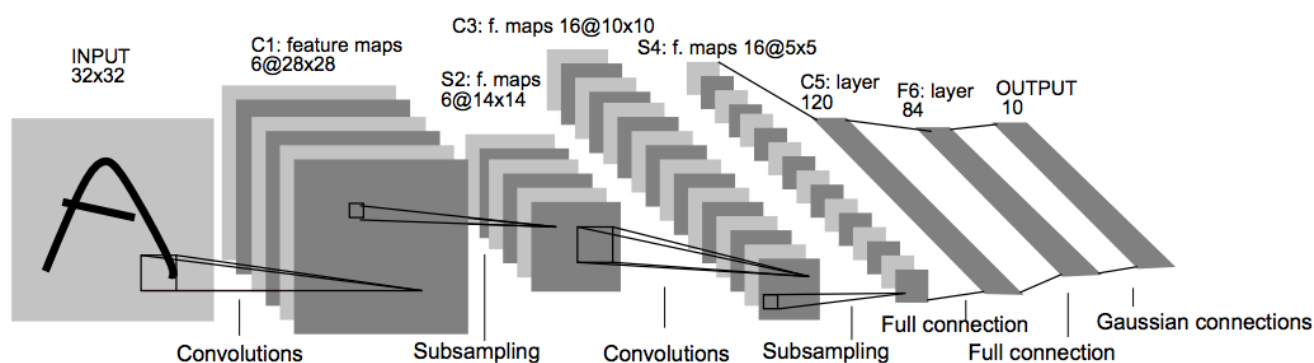 INPUT
32x32
C1: feature maps
6@28x28
S2: f. maps
6@14x14
C3: f. maps 16@10x10
S4: f. maps 16@5x5
C5: layer
120
F6: layer
84
OUTPUT
10
Convolutions
Subsampling
Convolutions
Subsampling
Full connection
Full connection
Gaussian connections
A